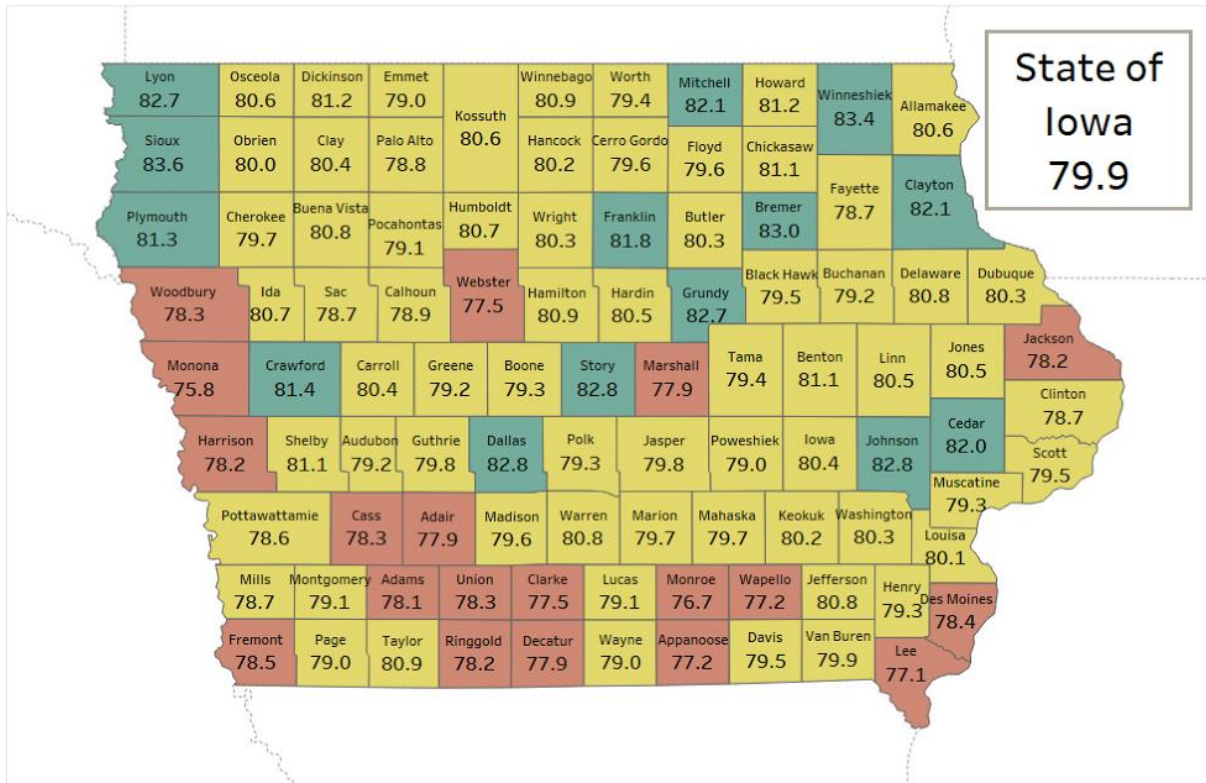 State of
Iowa
79.9
Lyon
82.7
Osceola
80.6
Dickinson
81.2
Emmet
79.0
Kossuth
80.6
Winnebago
80.9
Worth
79.4
Mitchell
82.1
Howard
81.2
Winneshiek
83.4
Allamakee
80.6
Sioux
83.6
Obrien
80.0
Clay
80.4
Palo Alto
78.8
Hancock
80.2
Cerro Gordo
79.6
Floyd
79.6
Chickasaw
81.1
Fayette
78.7
Clayton
82.1
Plymouth
81.3
Cherokee
79.7
Buena Vista
80.8
Pocahontas
79.1
Humboldt
80.7
Wright
80.3
Franklin
81.8
Butler
80.3
Bremer
83.0
Woodbury
78.3
Ida
80.7
Sac
78.7
Calhoun
78.9
Webster
77.5
Hamilton
80.9
Hardin
80.5
Grundy
82.7
Black Hawk
79.5
Buchanan
79.2
Delaware
80.8
Dubuque
80.3
Monona
75.8
Crawford
81.4
Carroll
80.4
Greene
79.2
Boone
79.3
Story
82.8
Marshall
77.9
Tama
79.4
Benton
81.1
Linn
80.5
Jones
80.5
Jackson
78.2
Clinton
78.7
Harrison
78.2
Shelby
81.1
Audubon
79.2
Guthrie
79.8
Dallas
82.8
Polk
79.3
Jasper
79.8
Poweshiek
79.0
Iowa
80.4
Johnson
82.8
Cedar
82.0
Scott
79.5
Muscatine
79.3
Pottawattamie
78.6
Cass
78.3
Adair
77.9
Madison
79.6
Warren
80.8
Marion
79.7
Mahaska
79.7
Keokuk
80.2
Washington
80.3
Louisa
80.1
Mills
78.7
Montgomery
79.1
Adams
78.1
Union
78.3
Clarke
77.5
Lucas
79.1
Monroe
76.7
Wapello
77.2
Jefferson
80.8
Henry
79.3
Des Moines
78.4
Fremont
78.5
Page
79.0
Taylor
80.9
Ringgold
78.2
Decatur
77.9
Wayne
79.0
Appanoose
77.2
Davis
79.5
Van Buren
79.9
Lee
77.1